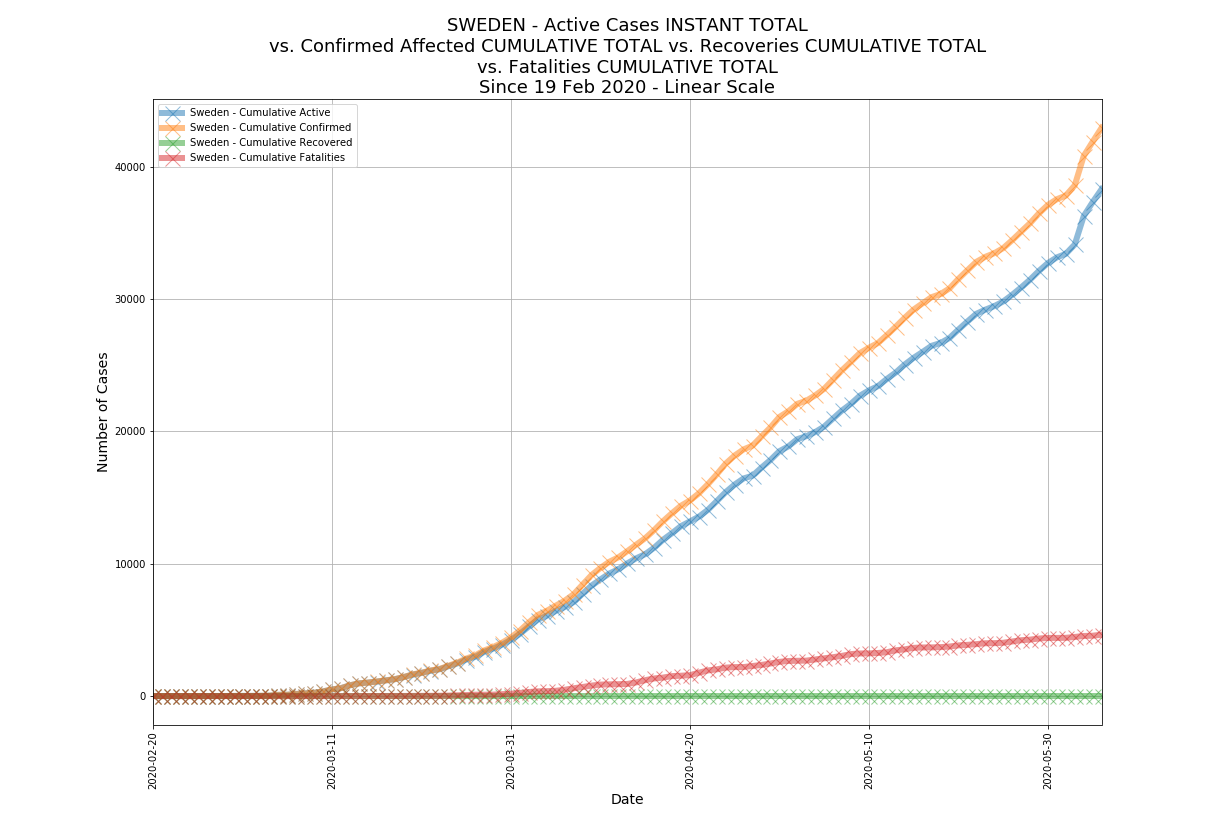 SWEDEN - Active Cases INSTANT TOTAL
vs. Confirmed Affected CUMULATIVE TOTAL vs. Recoveries CUMULATIVE TOTAL
vs. Fatalities CUMULATIVE TOTAL
Since 19 Feb 2020 - Linear Scale
Sweden - Cumulative Active
Sweden - Cumulative Confirmed
Sweden - Cumulative Recovered
Sweden - Cumulative Fatalities
Number of Cases
40000
30000
20000
10000
0
2020-02-20
2020-03-11
2020-03-31
2020-04-20
2020-05-10
2020-05-30
Date